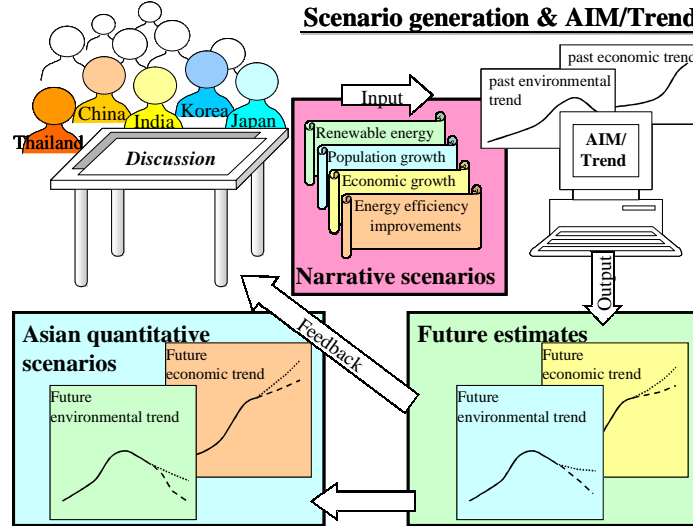 Scenario generation & AIM/Trend
past economic trend
past environmental
trend
Input
China
Korea
Thailand
India
Japan
Discussion
Renewable energy
Population growth
Economic growth
Energy efficiency
improvements
Narrative scenarios
AIM/
Trend
Output
Feedback
Asian quantitative
scenarios
Future
economic trend
Future
environmental trend
Future estimates
Future
economic trend
Future
environmental trend